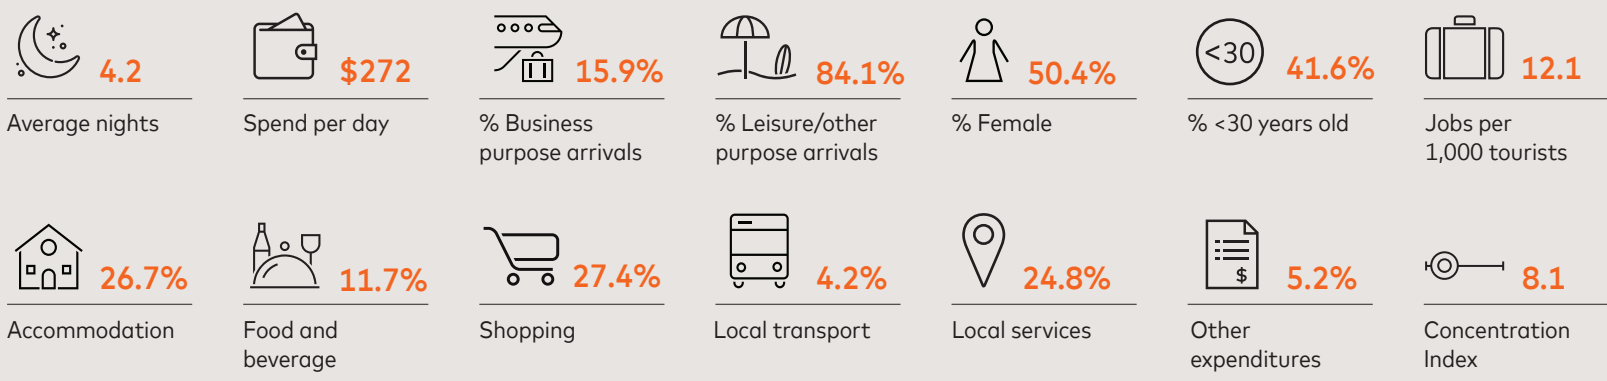 4.2
Average nights
$272
Spend per day
15.9%
% Business
purpose arrivals
84.1%
% Leisure/other
purpose arrivals
50.4%
% Female
<30
41.6%
% <30 years old
12.1
Jobs per
1,000 tourists
26.7%
Accommodation
11.7%
Food and
beverage
27.4%
Shopping
4.2%
Local transport
24.8%
Local services
$
5.2%
Other
expenditures
8.1
Concentration
Index